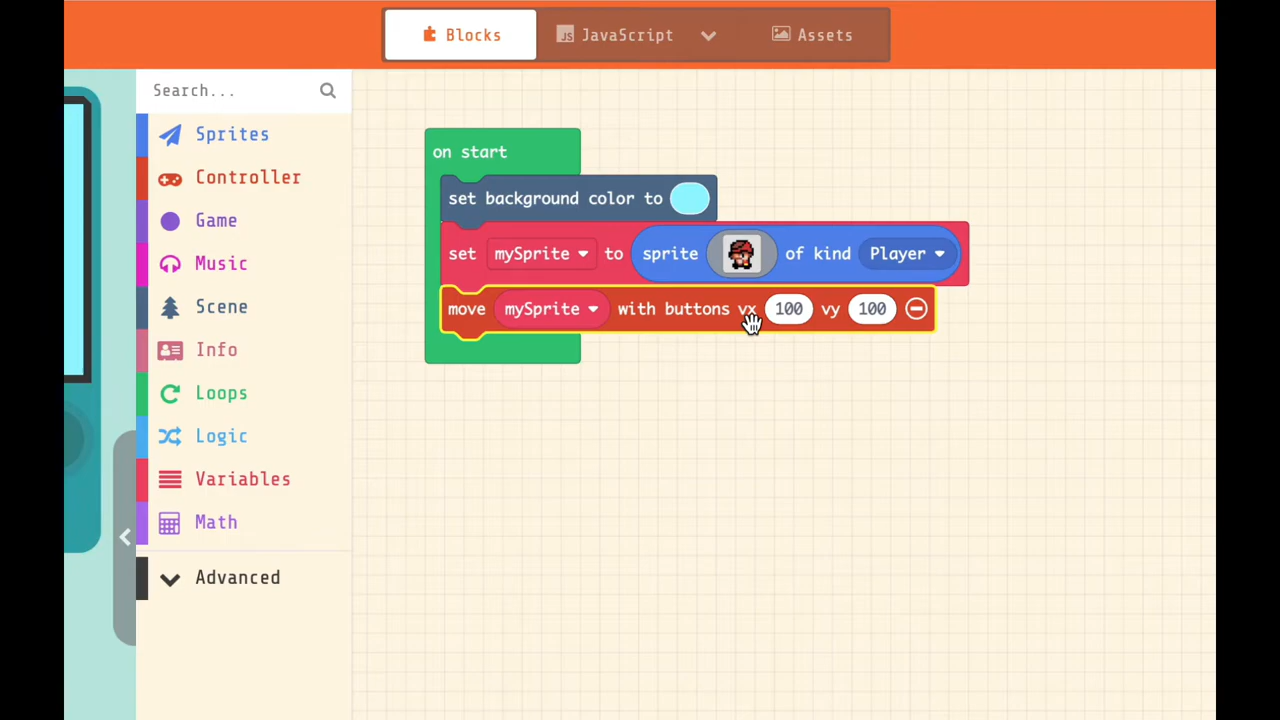 Blocks
JS JavaScript
Assets
Search...
Sprites
Controller
Game
Music
Scene
Info
Loops
Logic
Variables
Math
Advanced
on start
set background color to
set mySprite to sprite of kind Player
move mySprite with buttons vx 100 vy 100